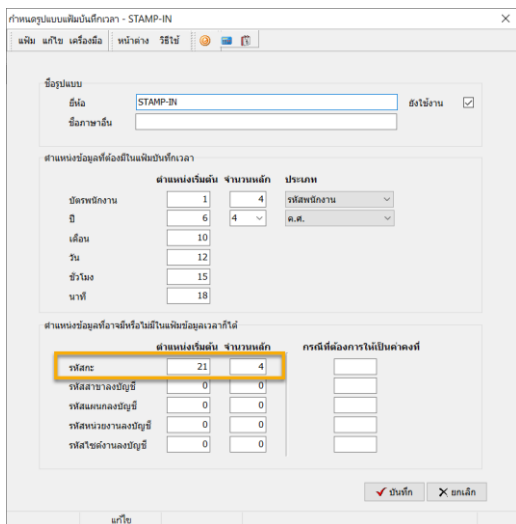 กำหนดรูปแบบแฟ้มบันทึกเวลา - STAMP-IN
แฟ้ม แก้ไข เครื่องมือ หน้าต่าง วิธีใช้
ชื่อรูปแบบ
ยี่ห้อ STAMP-IN ยังใช้งาน
ชื่อภาษาอื่น
ตำแหน่งข้อมูลที่ต้องมีในแฟ้มบันทึกเวลา
ตำแหน่งเริ่มต้น จำนวนหลัก ประเภท
บัตรพนักงาน 1 4 รหัสพนักงาน
ปี 6 4 ค.ศ.
เดือน 10
วัน 12
ชั่วโมง 15
นาที 18
ตำแหน่งข้อมูลที่อาจมีหรือไม่มีในแฟ้มข้อมูลเวลาก็ได้
ตำแหน่งเริ่มต้น จำนวนหลัก กรณีที่ต้องการให้เป็นค่าคงที่
รหัสกะ 21 4
รหัสสาขาลงบัญชี 0 0
รหัสแผนกลงบัญชี 0 0
รหัสหน่วยงานลงบัญชี 0 0
รหัสไซต์งานลงบัญชี 0 0
บันทึก ยกเลิก
แก้ไข